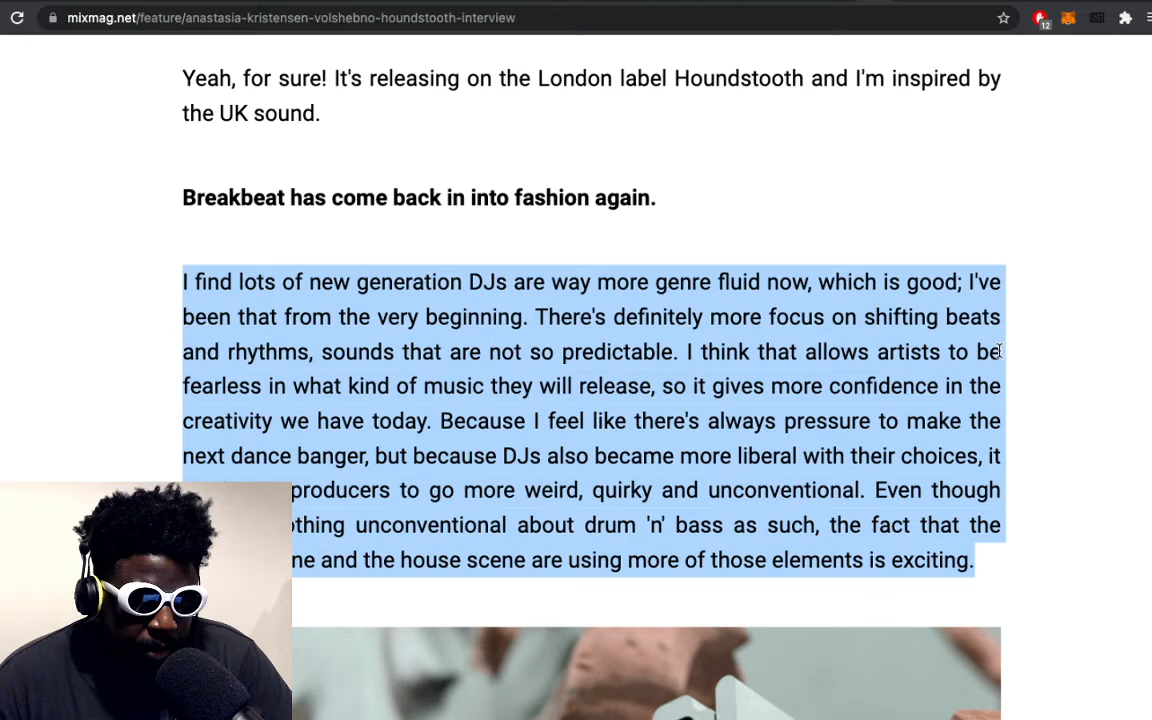 mixmag.net/feature/anastasia-kristensen-volshebno-houndstooth-interview
12
Yeah, for sure! It's releasing on the London label Houndstooth and I'm inspired by
the UK sound.
Breakbeat has come back in into fashion again.
I find lots of new generation DJs are way more genre fluid now, which is good; I've
been that from the very beginning. There's definitely more focus on shifting beats
and rhythms, sounds that are not so predictable. I think that allows artists to be
fearless in what kind of music they will release, so it gives more confidence in the
creativity we have today. Because I feel like there's always pressure to make the
next dance banger, but because DJs also became more liberal with their choices, it
producers to go more weird, quirky and unconventional. Even though
unconventional about drum 'n' bass as such, the fact that the
and the house scene are using more of those elements is exciting.